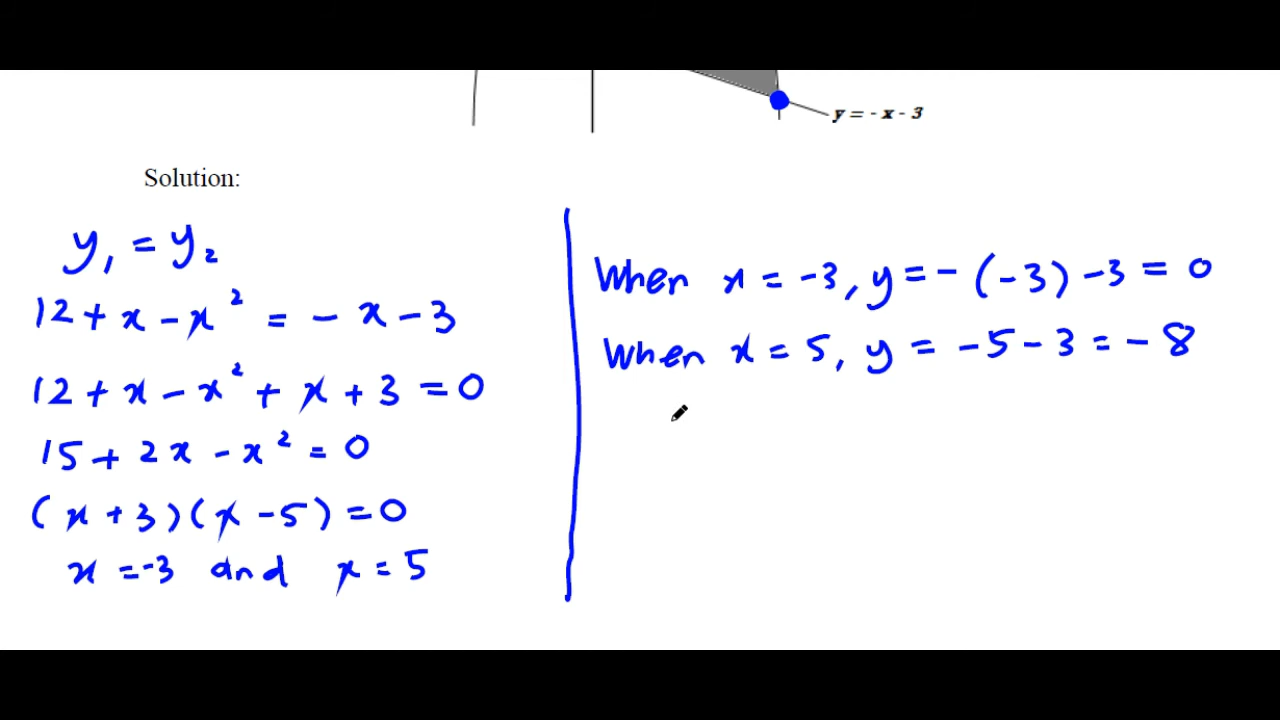 y = - x - 3
Solution:
y₁ = y₂
12 + x - x² = - x - 3
12 + x - x² + x + 3 = 0
15 + 2x - x² = 0
(x + 3)(x - 5) = 0
x = -3 and x = 5
When x = -3, y = - (-3) - 3 = 0
When x = 5, y = -5 - 3 = - 8